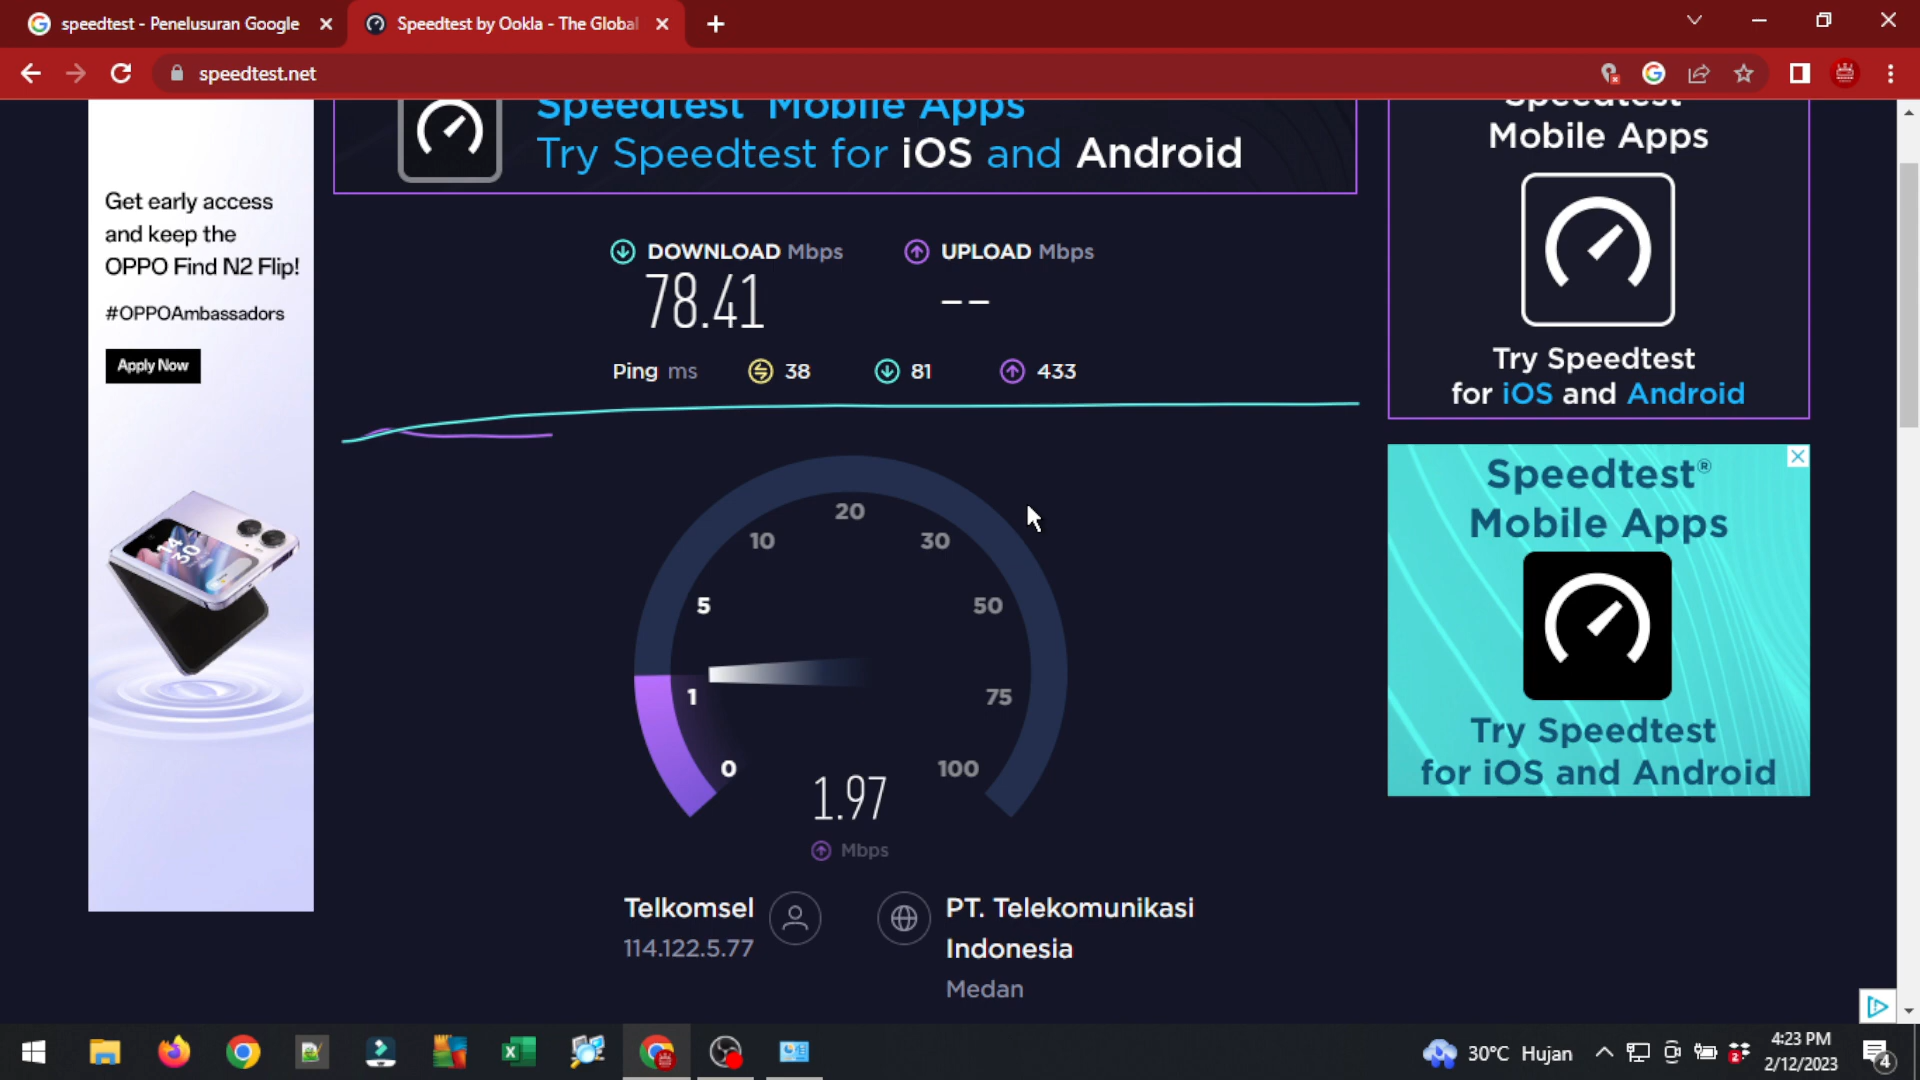 speedtest - Penelusuran Google
Speedtest by Ookla - The Global
speedtest.net
Get early access
and keep the
OPPO Find N2 Flip!
#OPPOAmbassadors
Apply Now
Speedtest Mobile Apps
Try Speedtest for iOS and Android
DOWNLOAD Mbps
78.41
UPLOAD Mbps
--
Ping ms 38 81 433
0
1
5
10
20
30
50
75
100
1.97
Mbps
Telkomsel
114.122.5.77
PT. Telekomunikasi
Indonesia
Medan
Speedtest
Mobile Apps
Try Speedtest
for iOS and Android
Speedtest®
Mobile Apps
Try Speedtest
for iOS and Android
30°C Hujan
4:23 PM
2/12/2023
4